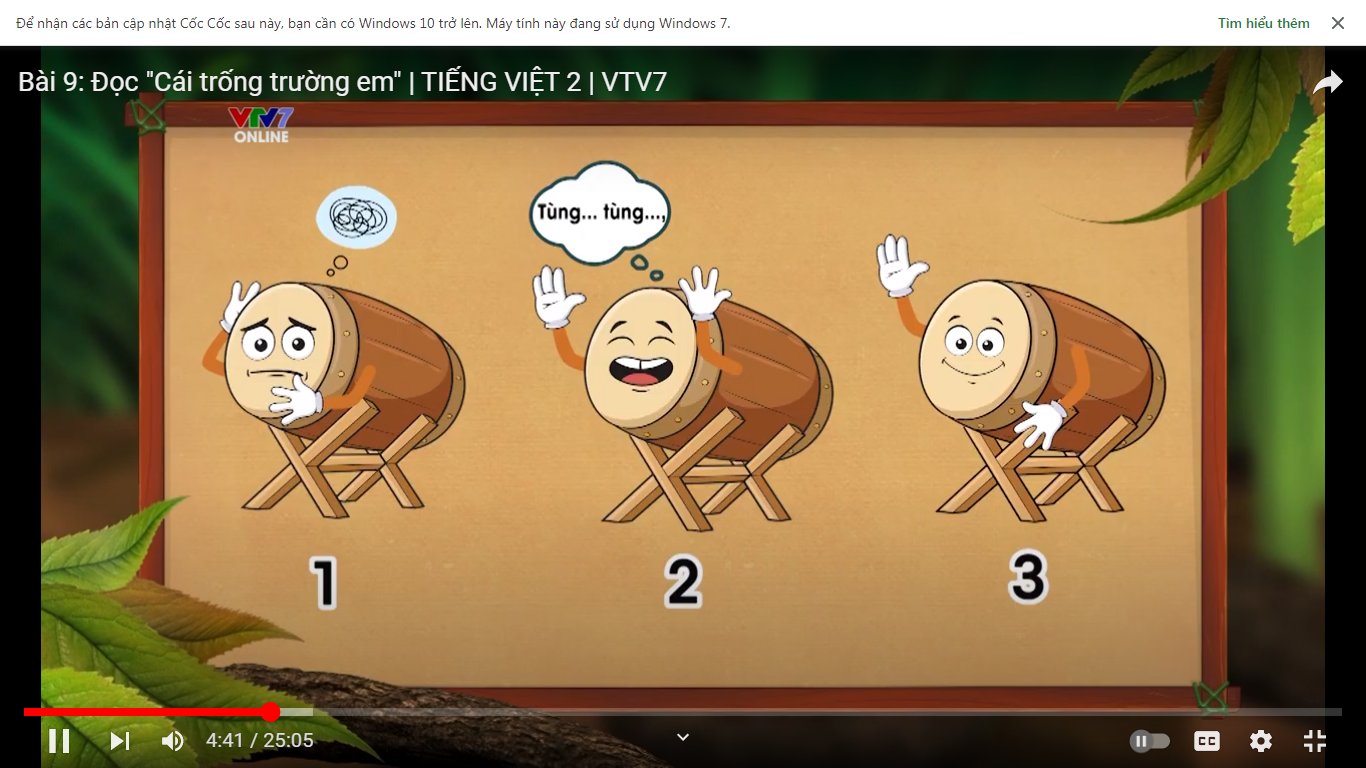 Để nhận các bản cập nhật Cốc Cốc sau này, bạn cần có Windows 10 trở lên. Máy tính này đang sử dụng Windows 7.
Tìm hiểu thêm
Bài 9: Đọc "Cái trống trường em" | TIẾNG VIỆT 2 | VTV7
VTV7
ONLINE
Tùng... tùng...,
1
2
3
4:41 / 25:05
CC